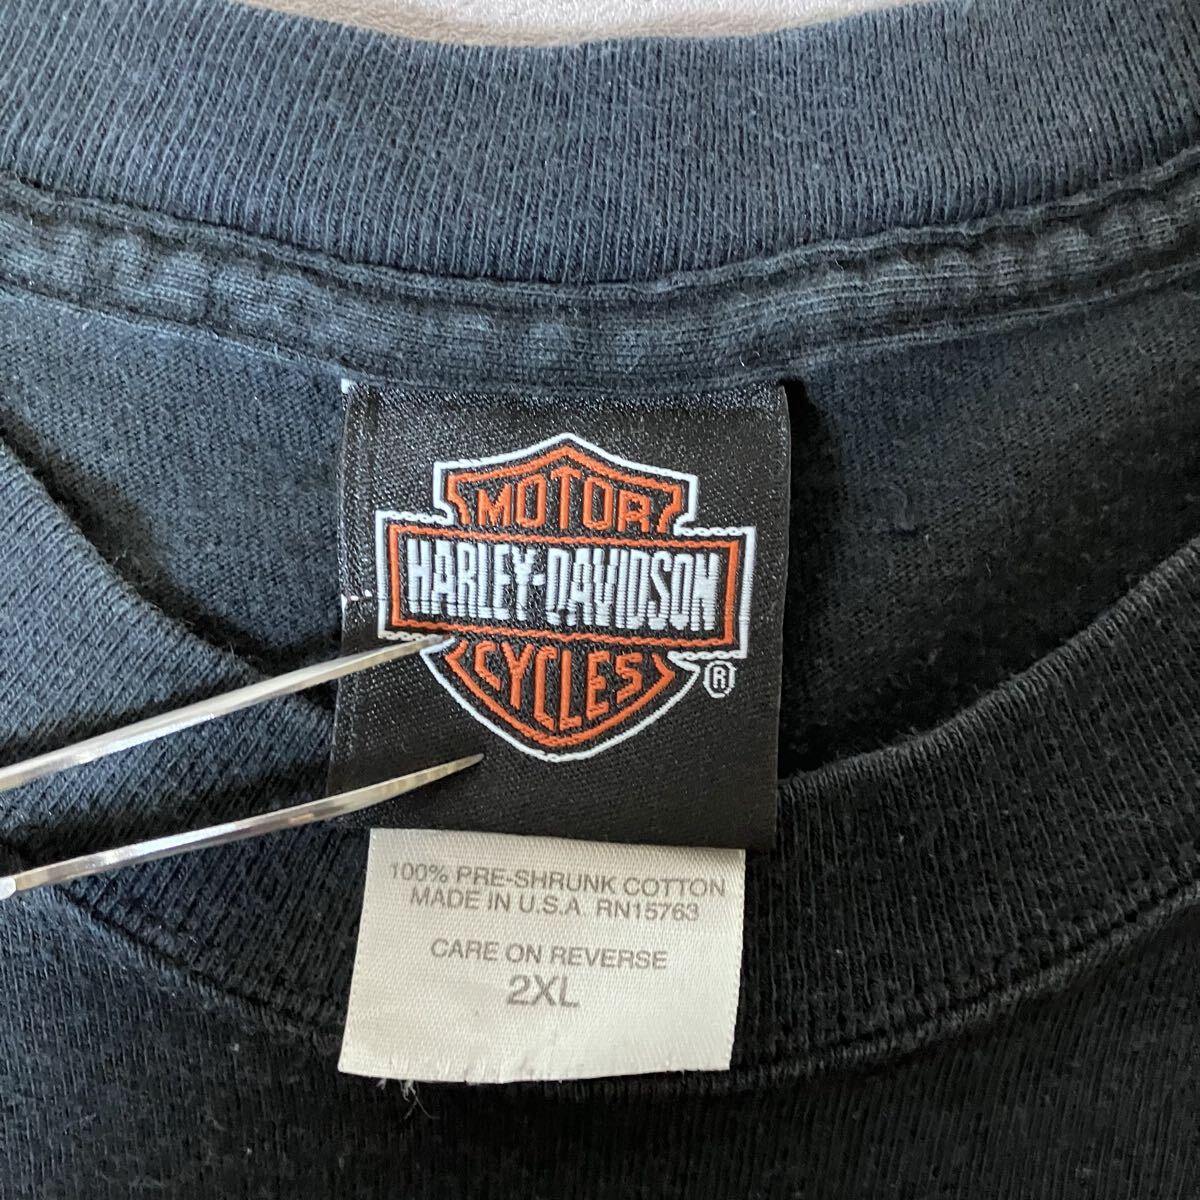 MOTOR
HARLEY-DAVIDSON
CYCLES
®
100% PRE-SHRUNK COTTON
MADE IN U.S.A RN15763
CARE ON REVERSE
2XL